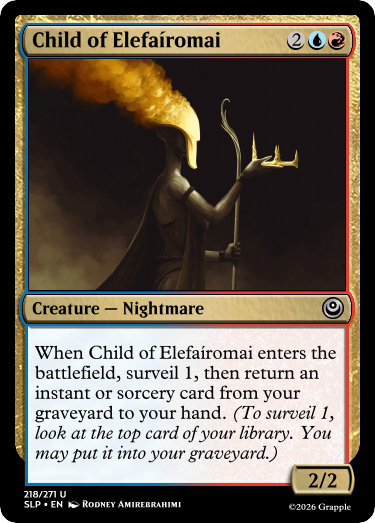 Child of Elefaíromai 2
Creature — Nightmare
When Child of Elefaíromai enters the
battlefield, surveil 1, then return an
instant or sorcery card from your
graveyard to your hand. (To surveil 1,
look at the top card of your library. You
may put it into your graveyard.)
2/2
218/271 U
SLP • EN Rodney Amirebrahimi
©2026 Grapple